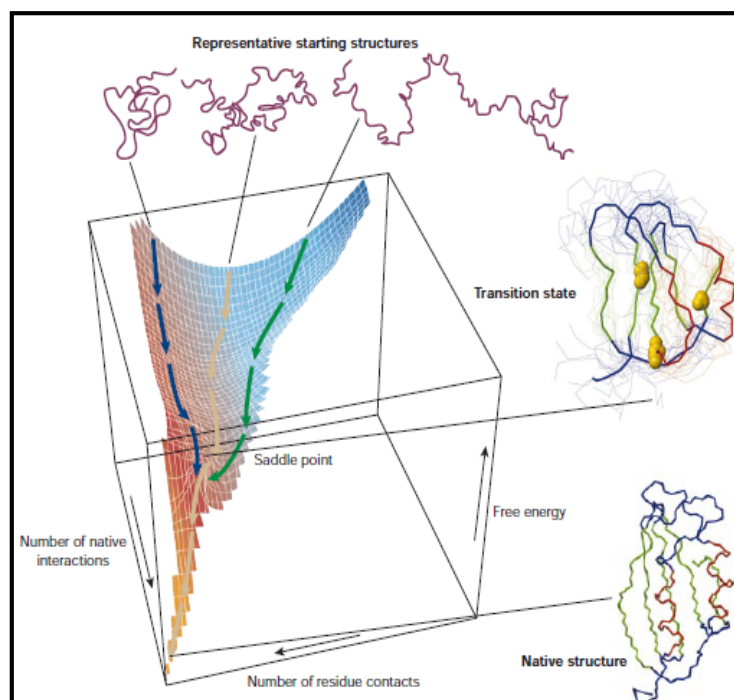 Representative starting structures
Transition state
Saddle point
Free energy
Number of native
interactions
Number of residue contacts
Native structure